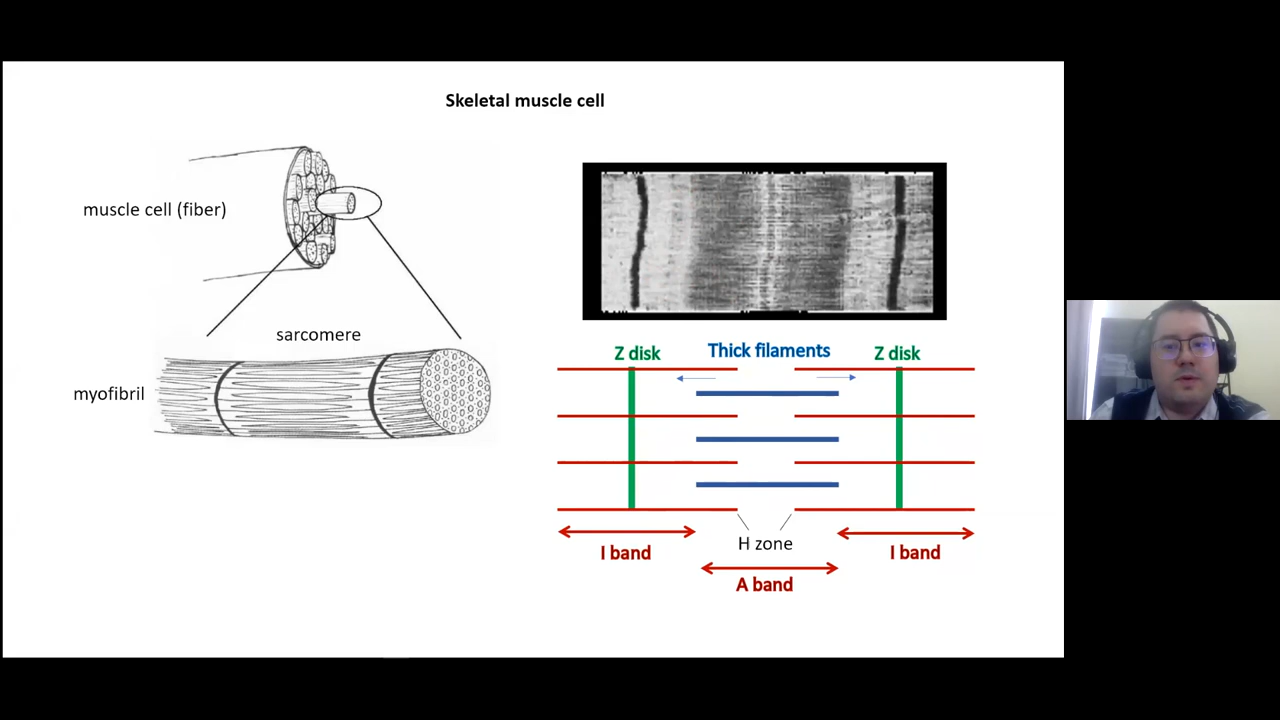 Skeletal muscle cell
muscle cell (fiber)
sarcomere
myofibril
Z disk
Thick filaments
Z disk
I band
H zone
I band
A band